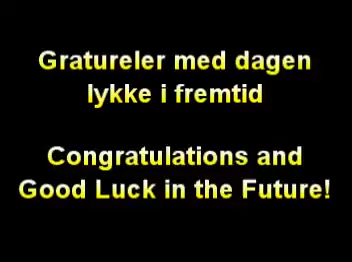 Gratureler med dagen
lykke i fremtid
Congratulations and
Good Luck in the Future!